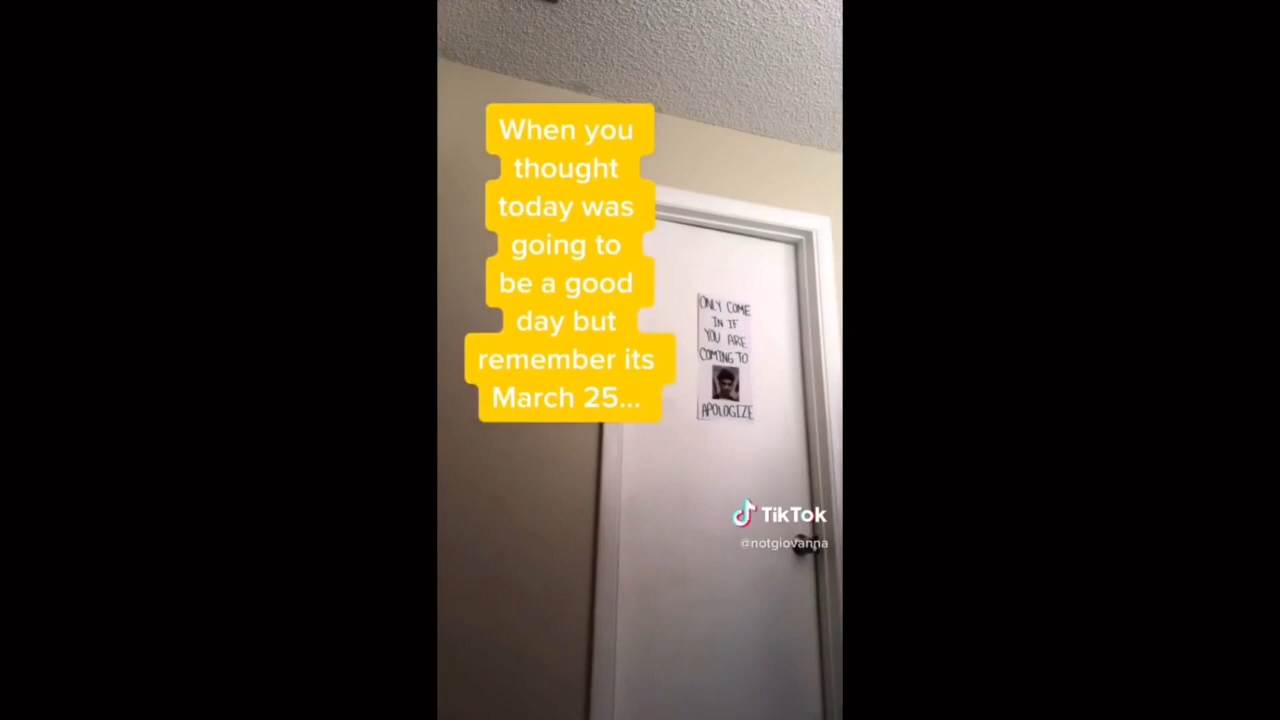 When you
thought
today was
going to
be a good
day but
remember its
March 25...
ONLY COME
IN IF
YOU ARE
COMING TO
APOLOGIZE
TikTok
@notgiovanna